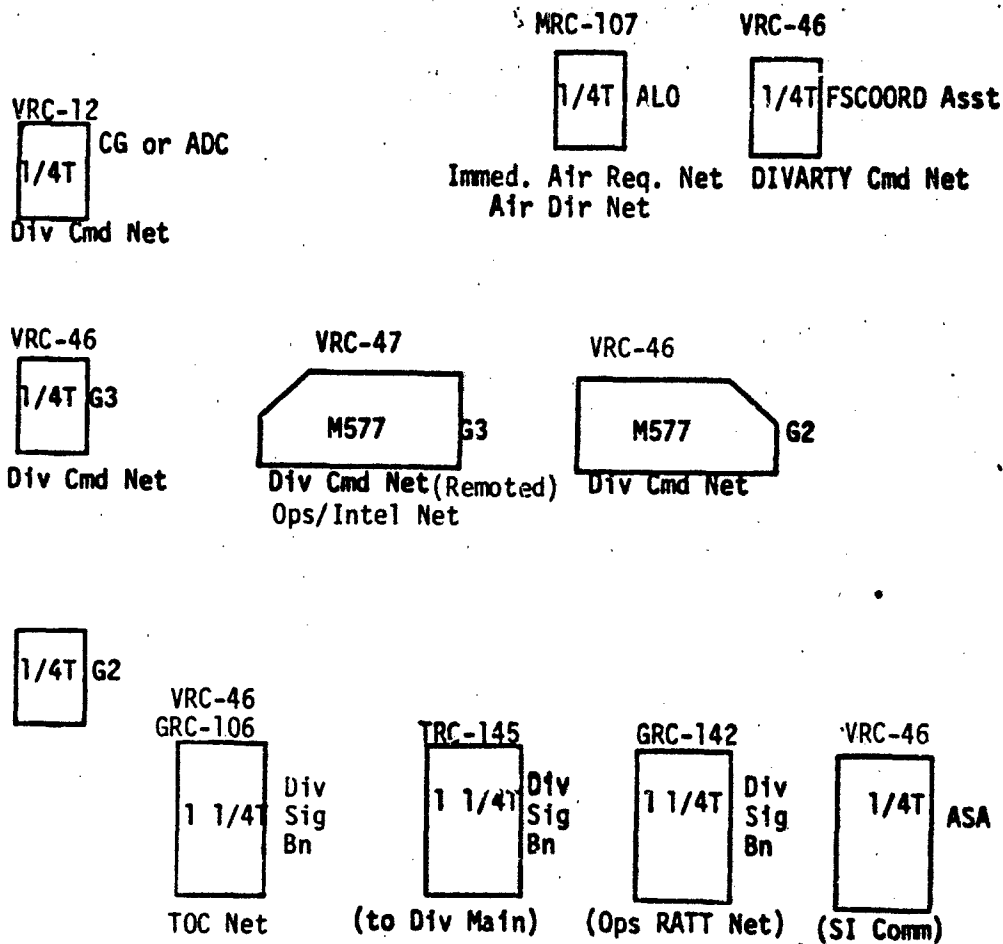 MRC-107
VRC-46
1/4T ALO
1/4T FSCOORD Asst
Immed. Air Req. Net
Air Dir Net
DIVARTY Cmd Net
VRC-12
1/4T
CG or ADC
Div Cmd Net
VRC-46
1/4T G3
Div Cmd Net
VRC-47
M577
G3
Div Cmd Net (Remoted)
Ops/Intel Net
VRC-46
M577
G2
Div Cmd Net
1/4T G2
VRC-46
GRC-106
1 1/4T
Div
Sig
Bn
TOC Net
TRC-145
1 1/4T
Div
Sig
Bn
(to Div Main)
GRC-142
1 1/4T
Div
Sig
Bn
(Ops RATT Net)
VRC-46
1/4T
ASA
(SI Comm)